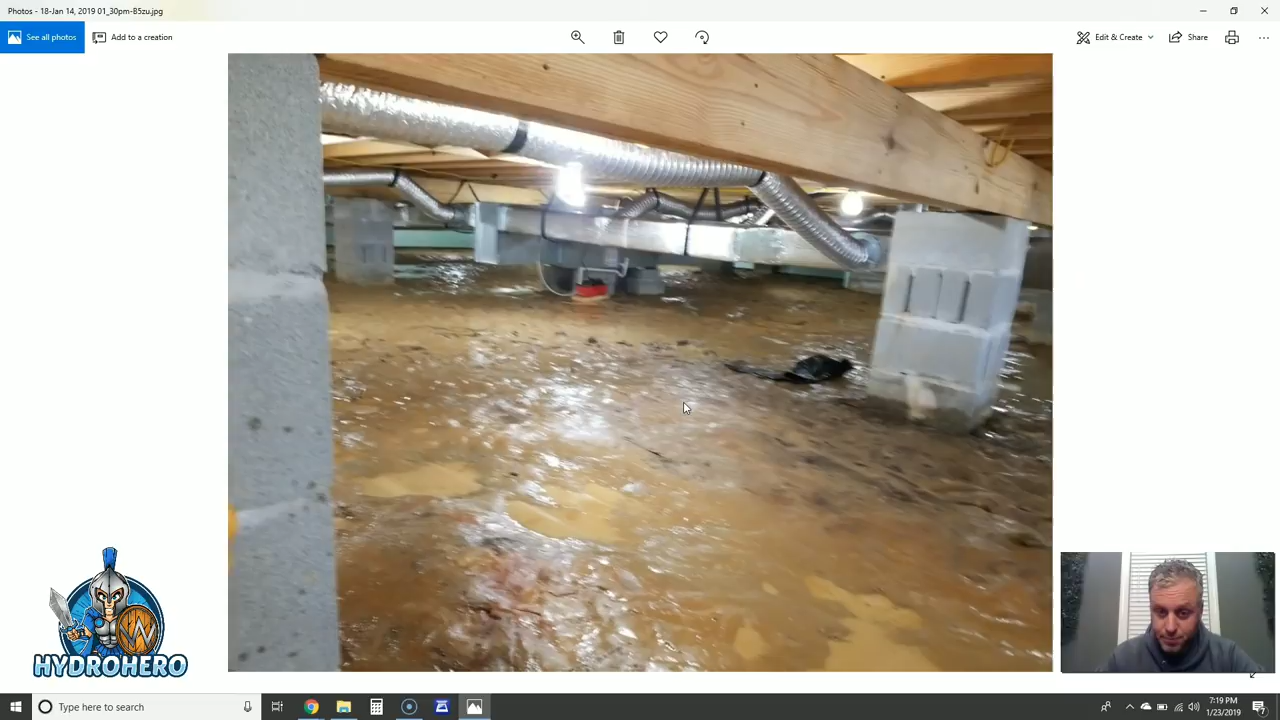 Photos - 18-Jan 14, 2019 01_30pm-B5zu.jpg
See all photos
Add to a creation
Edit & Create
Share
W
HYDROHERO
Type here to search
7:19 PM
1/23/2019
7